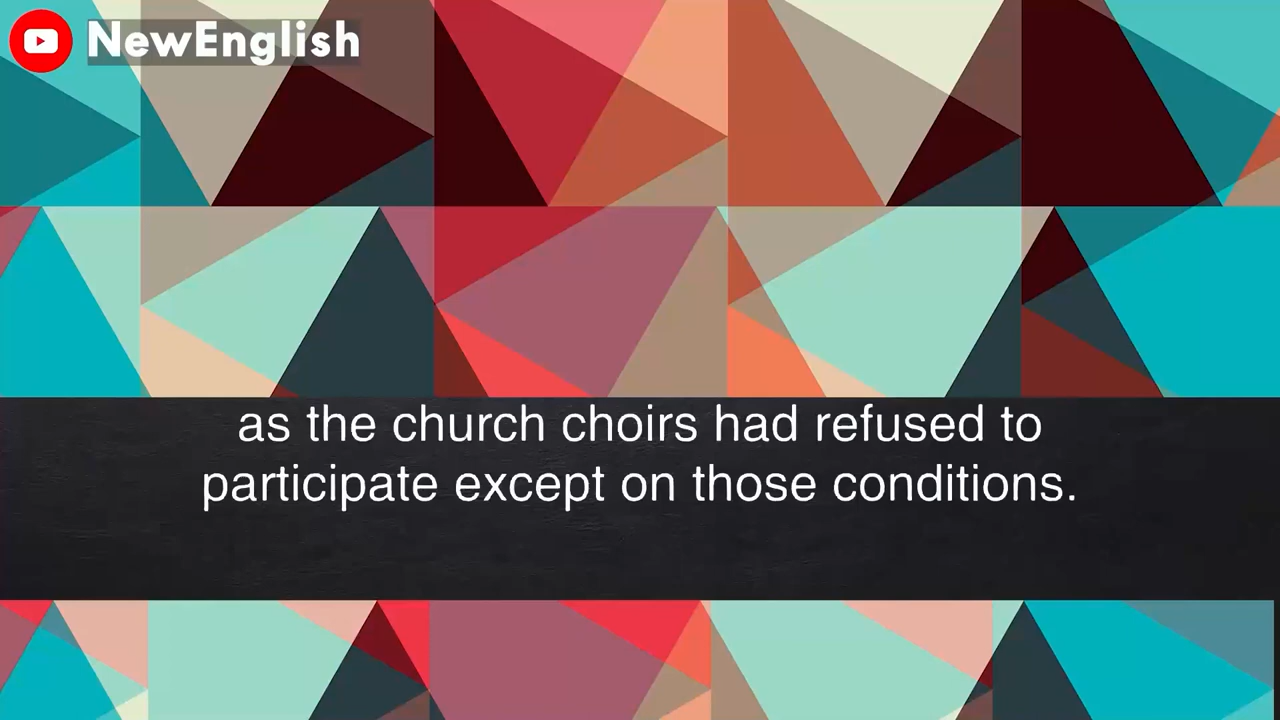 NewEnglish
as the church choirs had refused to
participate except on those conditions.